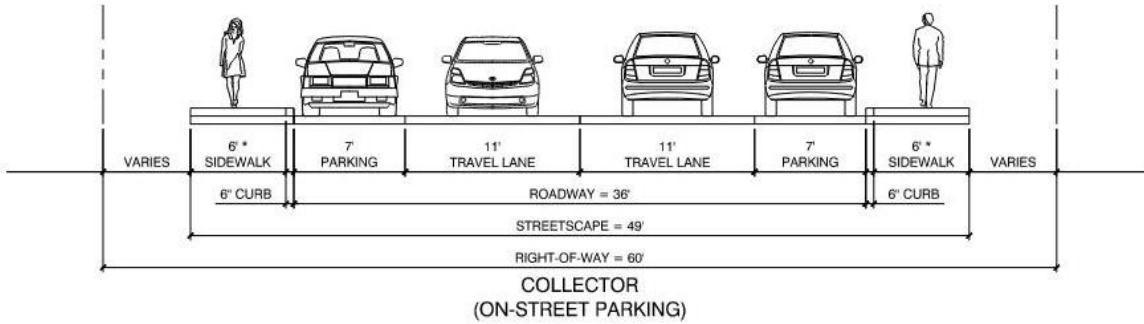 6' * 7' 11' 11' 7' 6' *
VARIES SIDEWALK PARKING TRAVEL LANE TRAVEL LANE PARKING SIDEWALK VARIES
6" CURB ROADWAY = 36' 6" CURB
STREETSCAPE = 49'
RIGHT-OF-WAY = 60'
COLLECTOR
(ON-STREET PARKING)